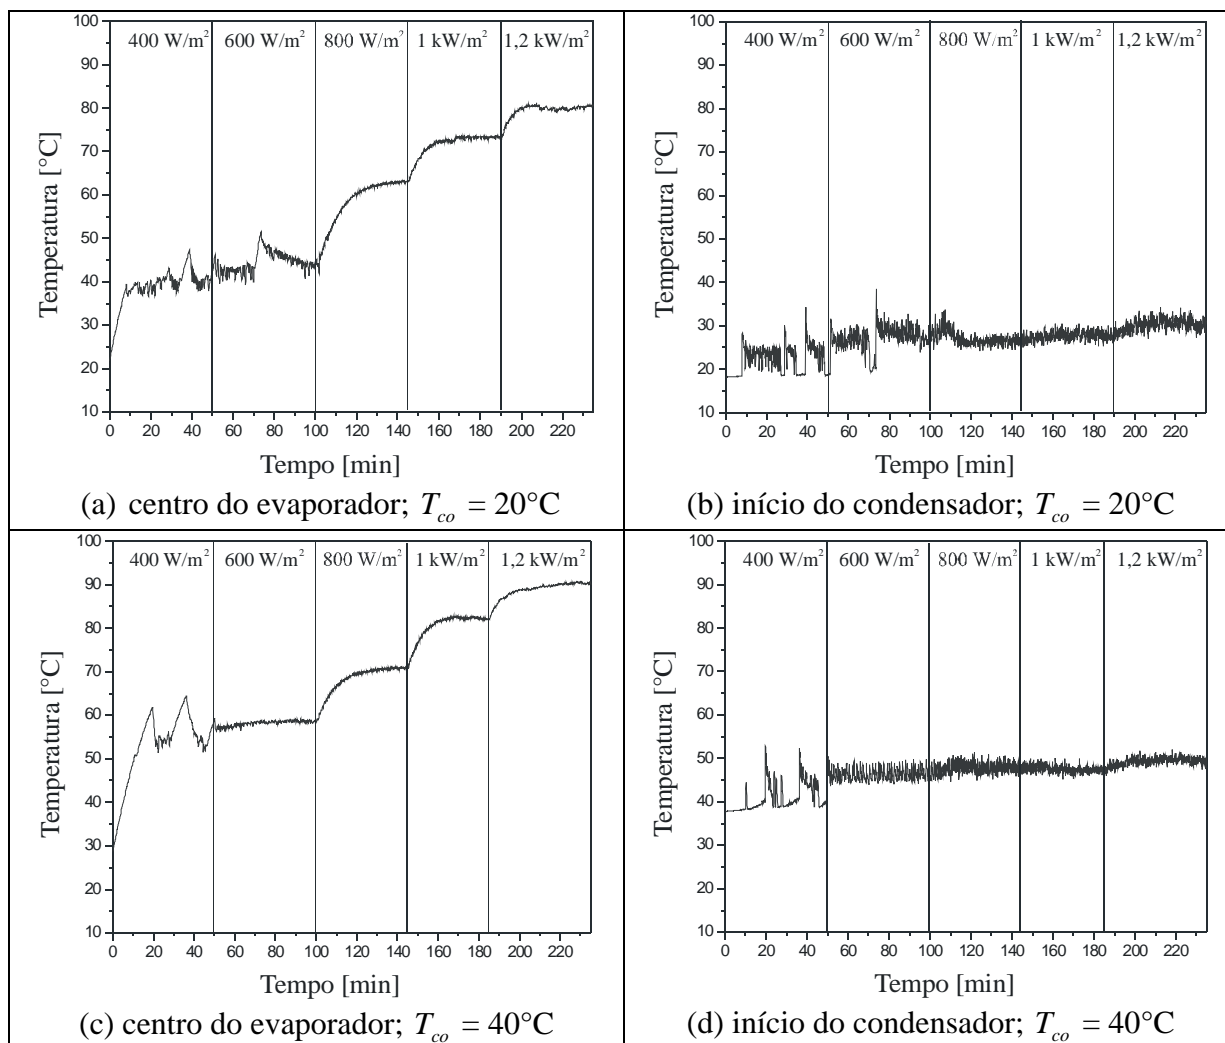 400 W/m² 600 W/m² 800 W/m² 1 kW/m² 1,2 kW/m²
100
90
80
70
60
50
40
30
20
10
Temperatura [°C]
0 20 40 60 80 100 120 140 160 180 200 220
Tempo [min]
(a) centro do evaporador; T_co = 20°C
400 W/m² 600 W/m² 800 W/m² 1 kW/m² 1,2 kW/m²
100
90
80
70
60
50
40
30
20
10
Temperatura [°C]
0 20 40 60 80 100 120 140 160 180 200 220
Tempo [min]
(b) início do condensador; T_co = 20°C
400 W/m² 600 W/m² 800 W/m² 1 kW/m² 1,2 kW/m²
100
90
80
70
60
50
40
30
20
10
Temperatura [°C]
0 20 40 60 80 100 120 140 160 180 200 220
Tempo [min]
(c) centro do evaporador; T_co = 40°C
400 W/m² 600 W/m² 800 W/m² 1 kW/m² 1,2 kW/m²
100
90
80
70
60
50
40
30
20
10
Temperatura [°C]
0 20 40 60 80 100 120 140 160 180 200 220
Tempo [min]
(d) início do condensador; T_co = 40°C